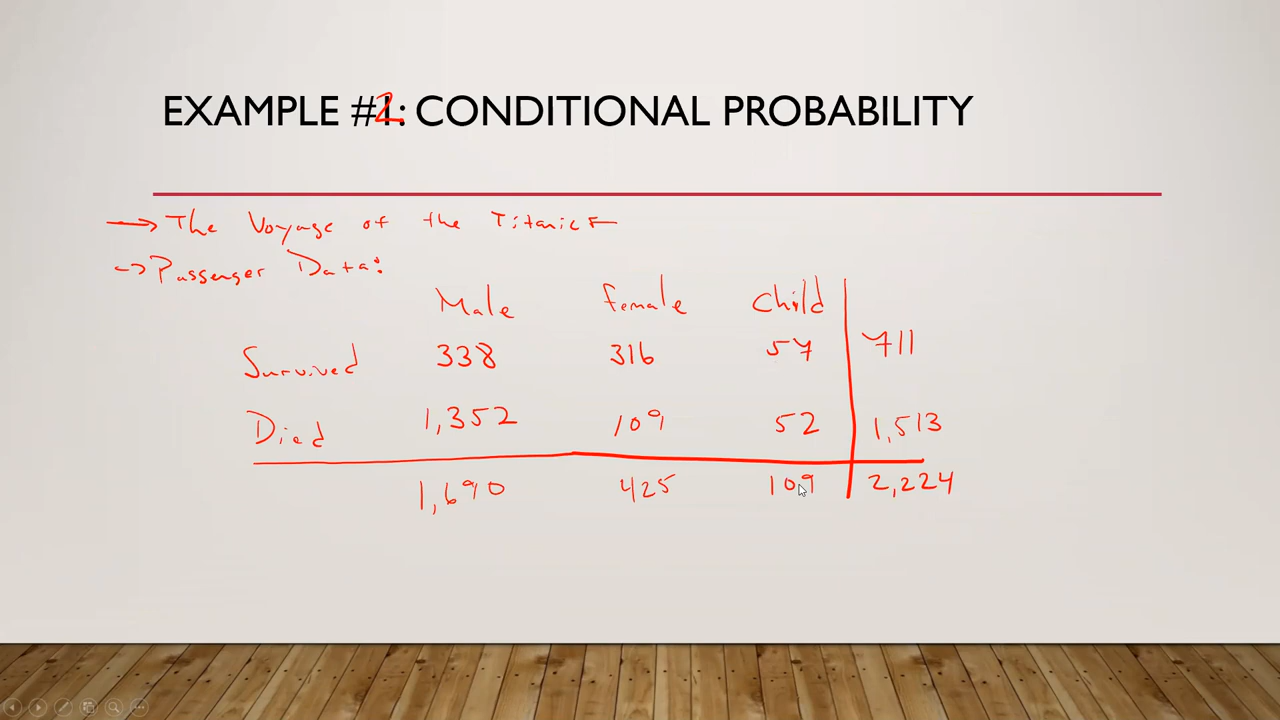 EXAMPLE #2: CONDITIONAL PROBABILITY
→ The Voyage of the Titanic ←
→ Passenger Data:
Male Female Child
Survived 338 316 57 711
Died 1,352 109 52 1,513
1,690 425 109 2,224